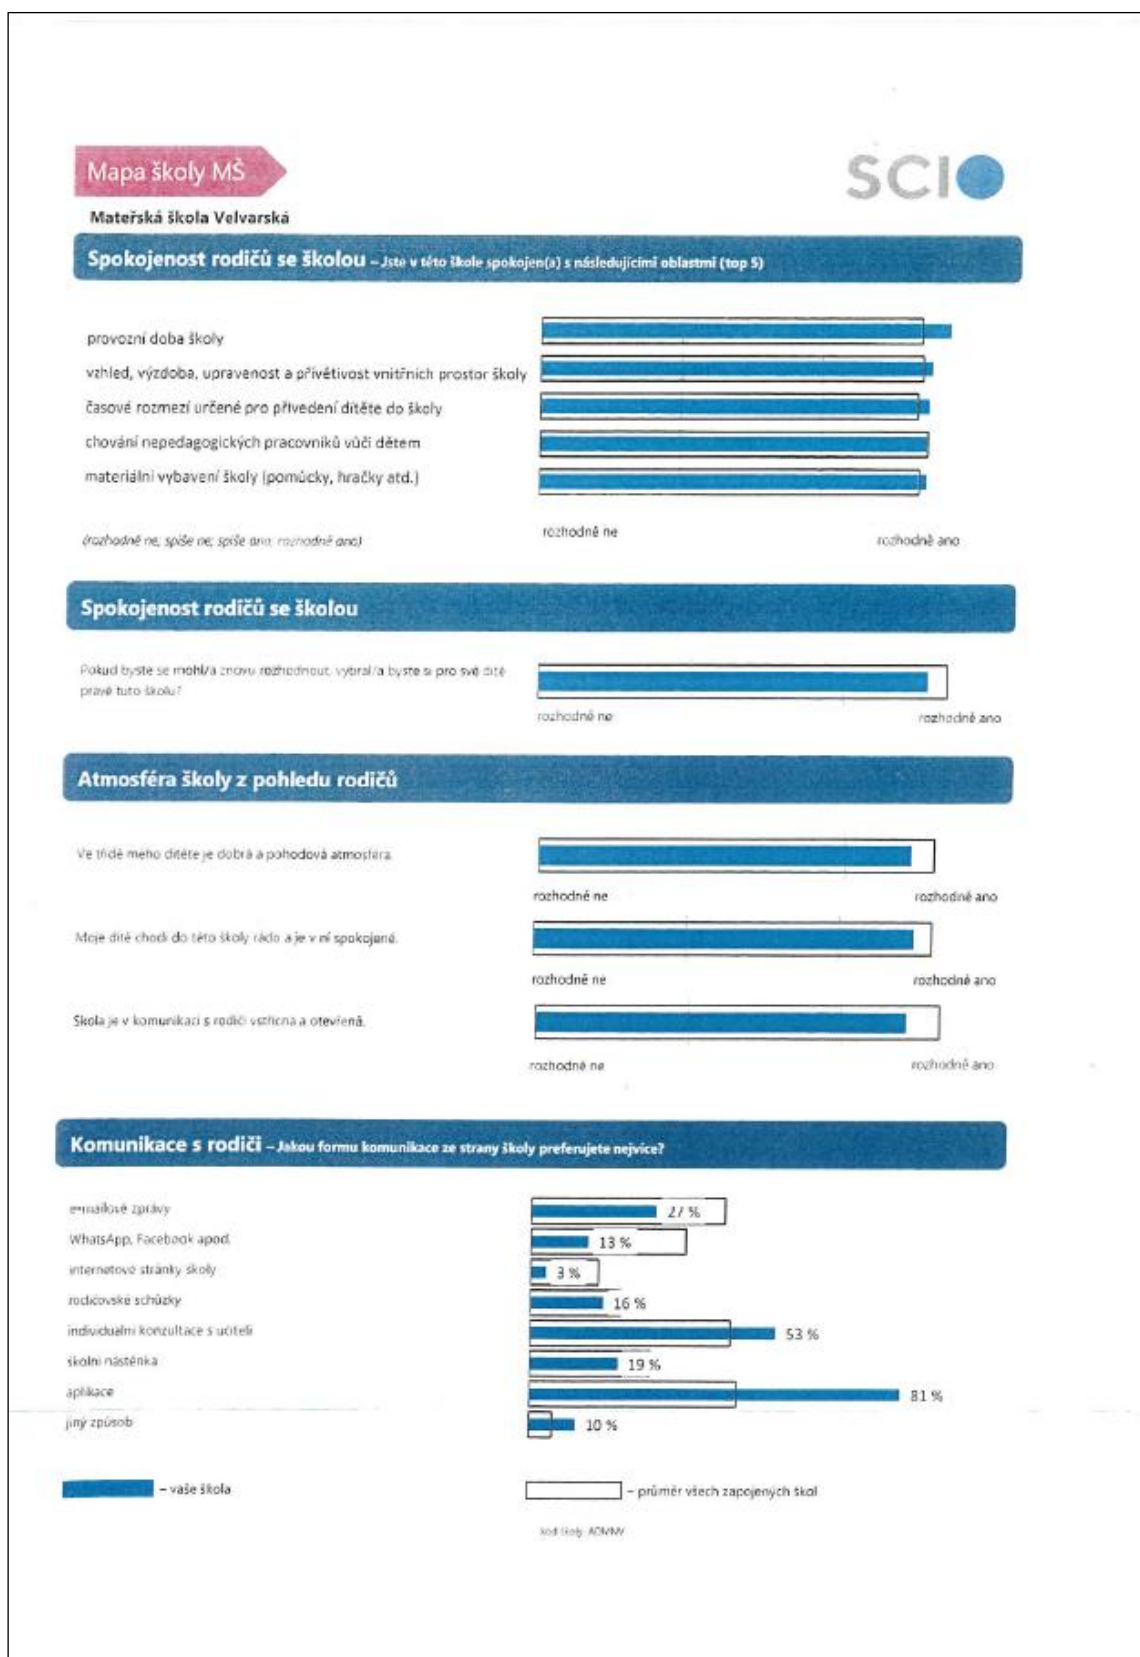 Mapa školy MŠ
SCIO
Mateřská škola Velvarská
Spokojenost rodičů se školou – Jste v této škole spokojen(a) s následujícími oblastmi (top 5)
provozní doba školy
vzhled, výzdoba, upravenost a přívětivost vnitřních prostor školy
časové rozmezí určené pro přivedení dítěte do školy
chování nepedagogických pracovníků vůči dětem
materiální vybavení školy (pomůcky, hračky atd.)
(rozhodně ne; spíše ne; spíše ano; rozhodně ano)
rozhodně ne
rozhodně ano
Spokojenost rodičů se školou
Pokud byste se mohl/a znovu rozhodnout, vybral/a byste si pro své dítě
právě tuto školu?
rozhodně ne
rozhodně ano
Atmosféra školy z pohledu rodičů
Ve třídě mého dítěte je dobrá a pohodová atmosféra.
rozhodně ne
rozhodně ano
Moje dítě chodí do této školy rádo a je v ní spokojené.
rozhodně ne
rozhodně ano
Škola je v komunikaci s rodiči vstřícná a otevřená.
rozhodně ne
rozhodně ano
Komunikace s rodiči – Jakou formu komunikace ze strany školy preferujete nejvíce?
e-mailové zprávy
27 %
WhatsApp, Facebook apod.
13 %
internetové stránky školy
3 %
rodičovské schůzky
16 %
individuální konzultace s učiteli
53 %
školní nástěnka
19 %
aplikace
81 %
jiný způsob
10 %
– vaše škola
– průměr všech zapojených škol
kód školy: